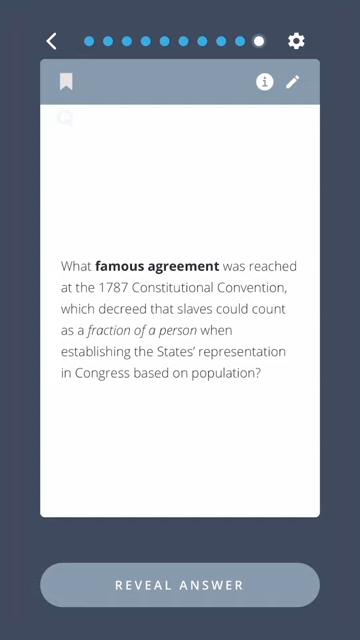 Q
What famous agreement was reached
at the 1787 Constitutional Convention,
which decreed that slaves could count
as a fraction of a person when
establishing the States' representation
in Congress based on population?
REVEAL ANSWER